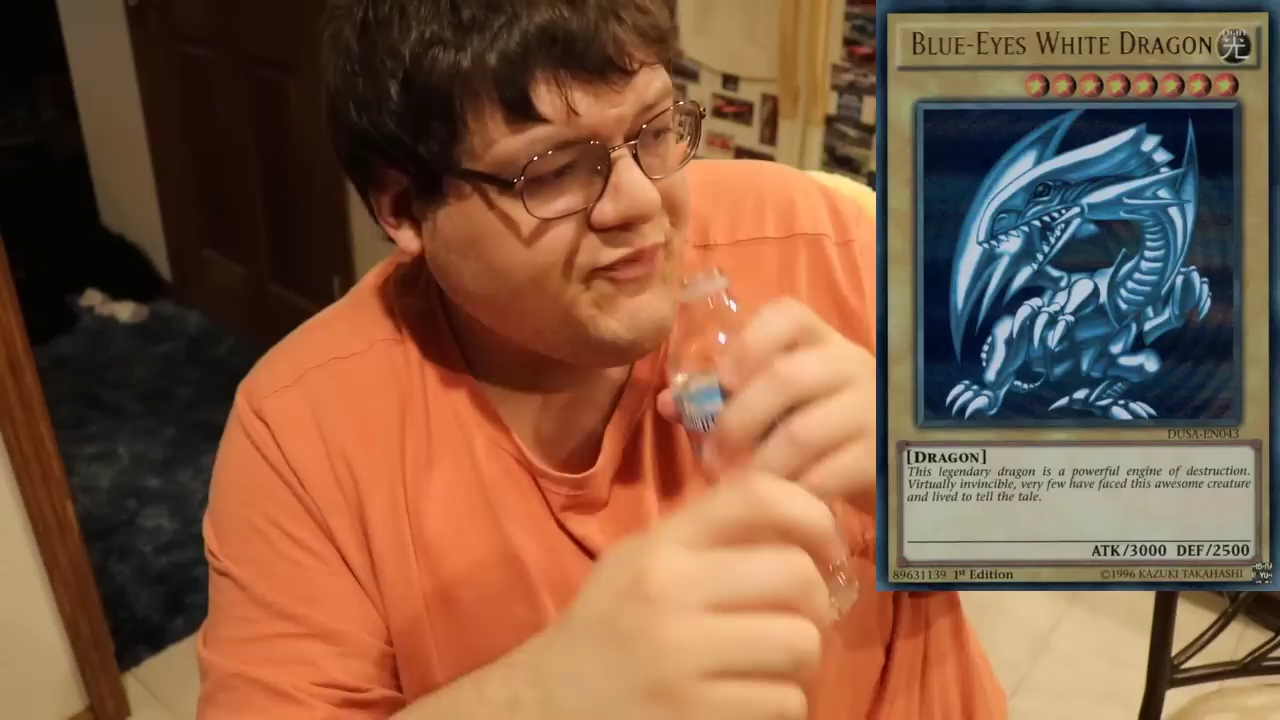 BLUE-EYES WHITE DRAGON
LIGHT
光
DUSA-EN043
[DRAGON]
This legendary dragon is a powerful engine of destruction.
Virtually invincible, very few have faced this awesome creature
and lived to tell the tale.
ATK/3000 DEF/2500
89631139 1st Edition ©1996 KAZUKI TAKAHASHI